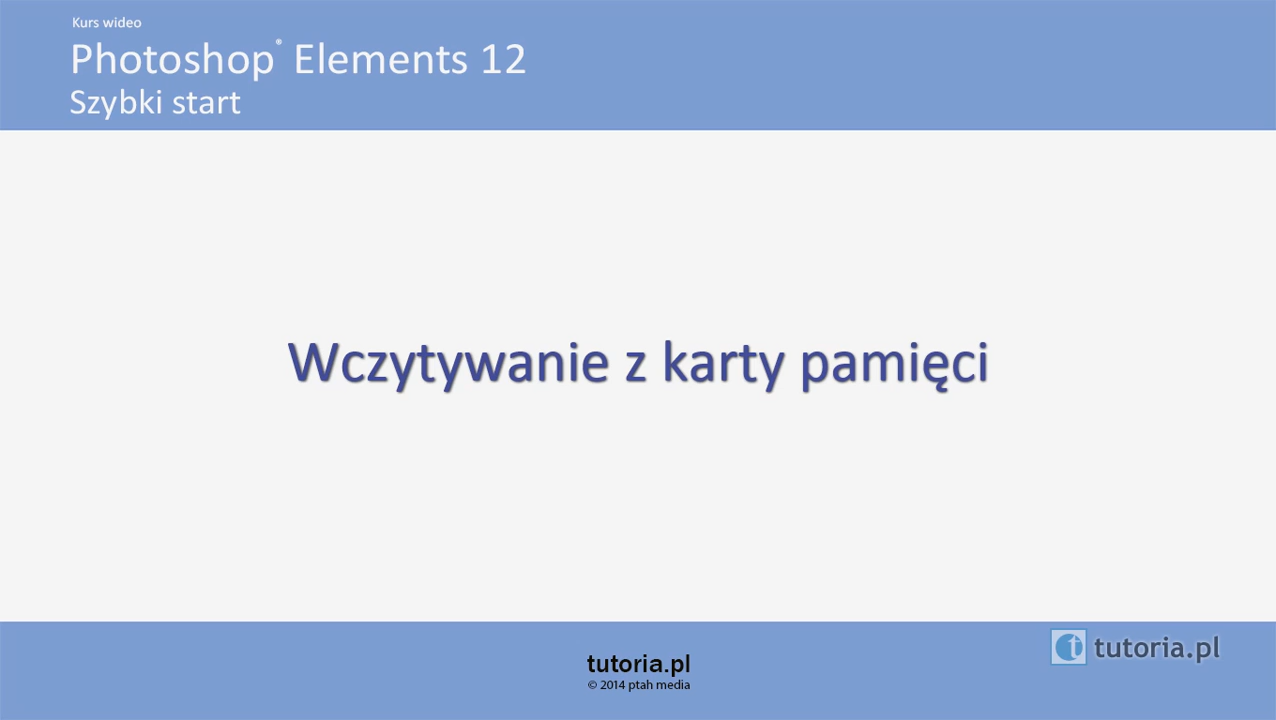 Kurs wideo
Photoshop® Elements 12
Szybki start
Wczytywanie z karty pamięci
tutoria.pl
© 2014 ptah media
t tutoria.pl